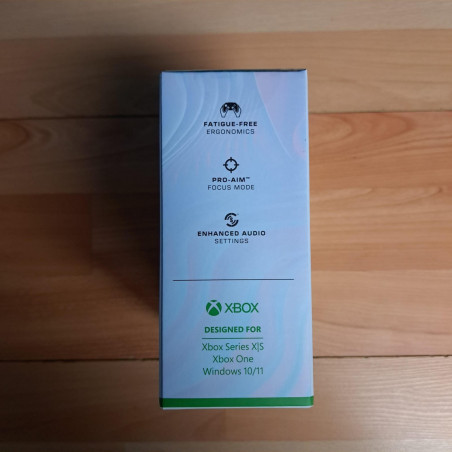 FATIGUE-FREE
ERGONOMICS
PRO-AIM™
FOCUS MODE
ENHANCED AUDIO
SETTINGS
XBOX
DESIGNED FOR
Xbox Series X|S
Xbox One
Windows 10/11